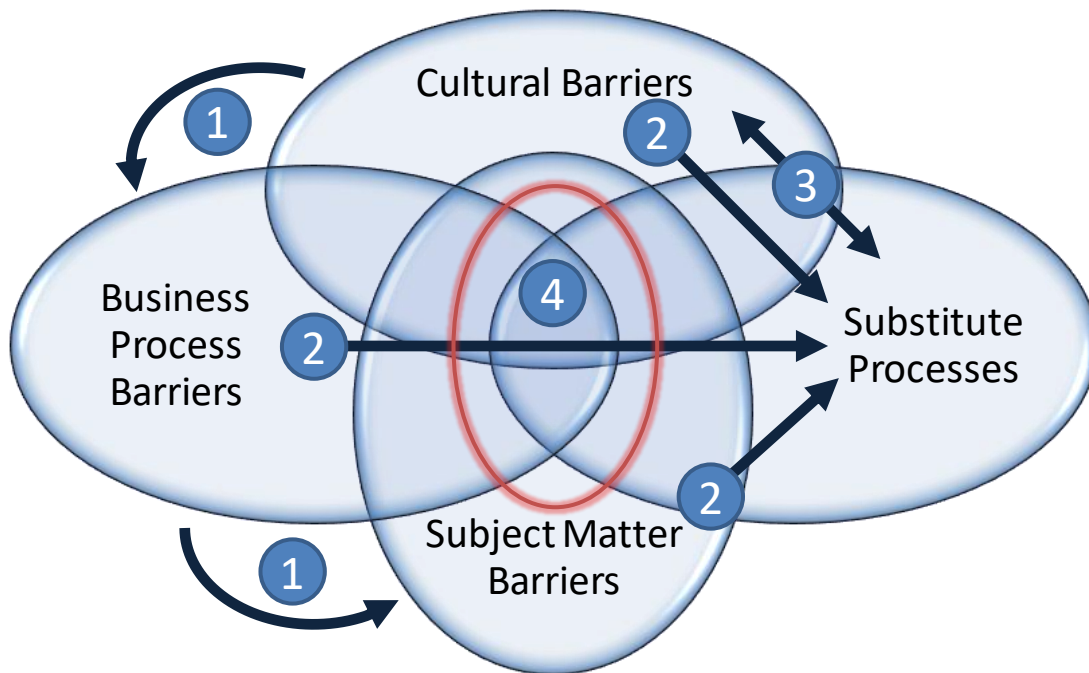 Cultural Barriers
1
2
3
4
Business
Process
Barriers
2
Substitute
Processes
2
Subject Matter
Barriers
1